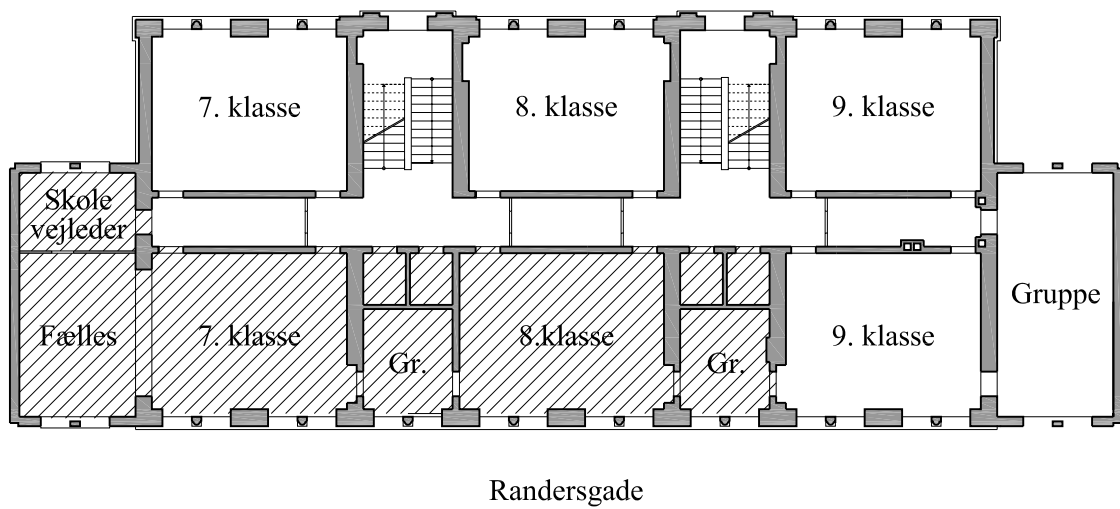 7. klasse
8. klasse
9. klasse
Skole
vejleder
Fælles
7. klasse
Gr.
8.klasse
Gr.
9. klasse
Gruppe
Randersgade